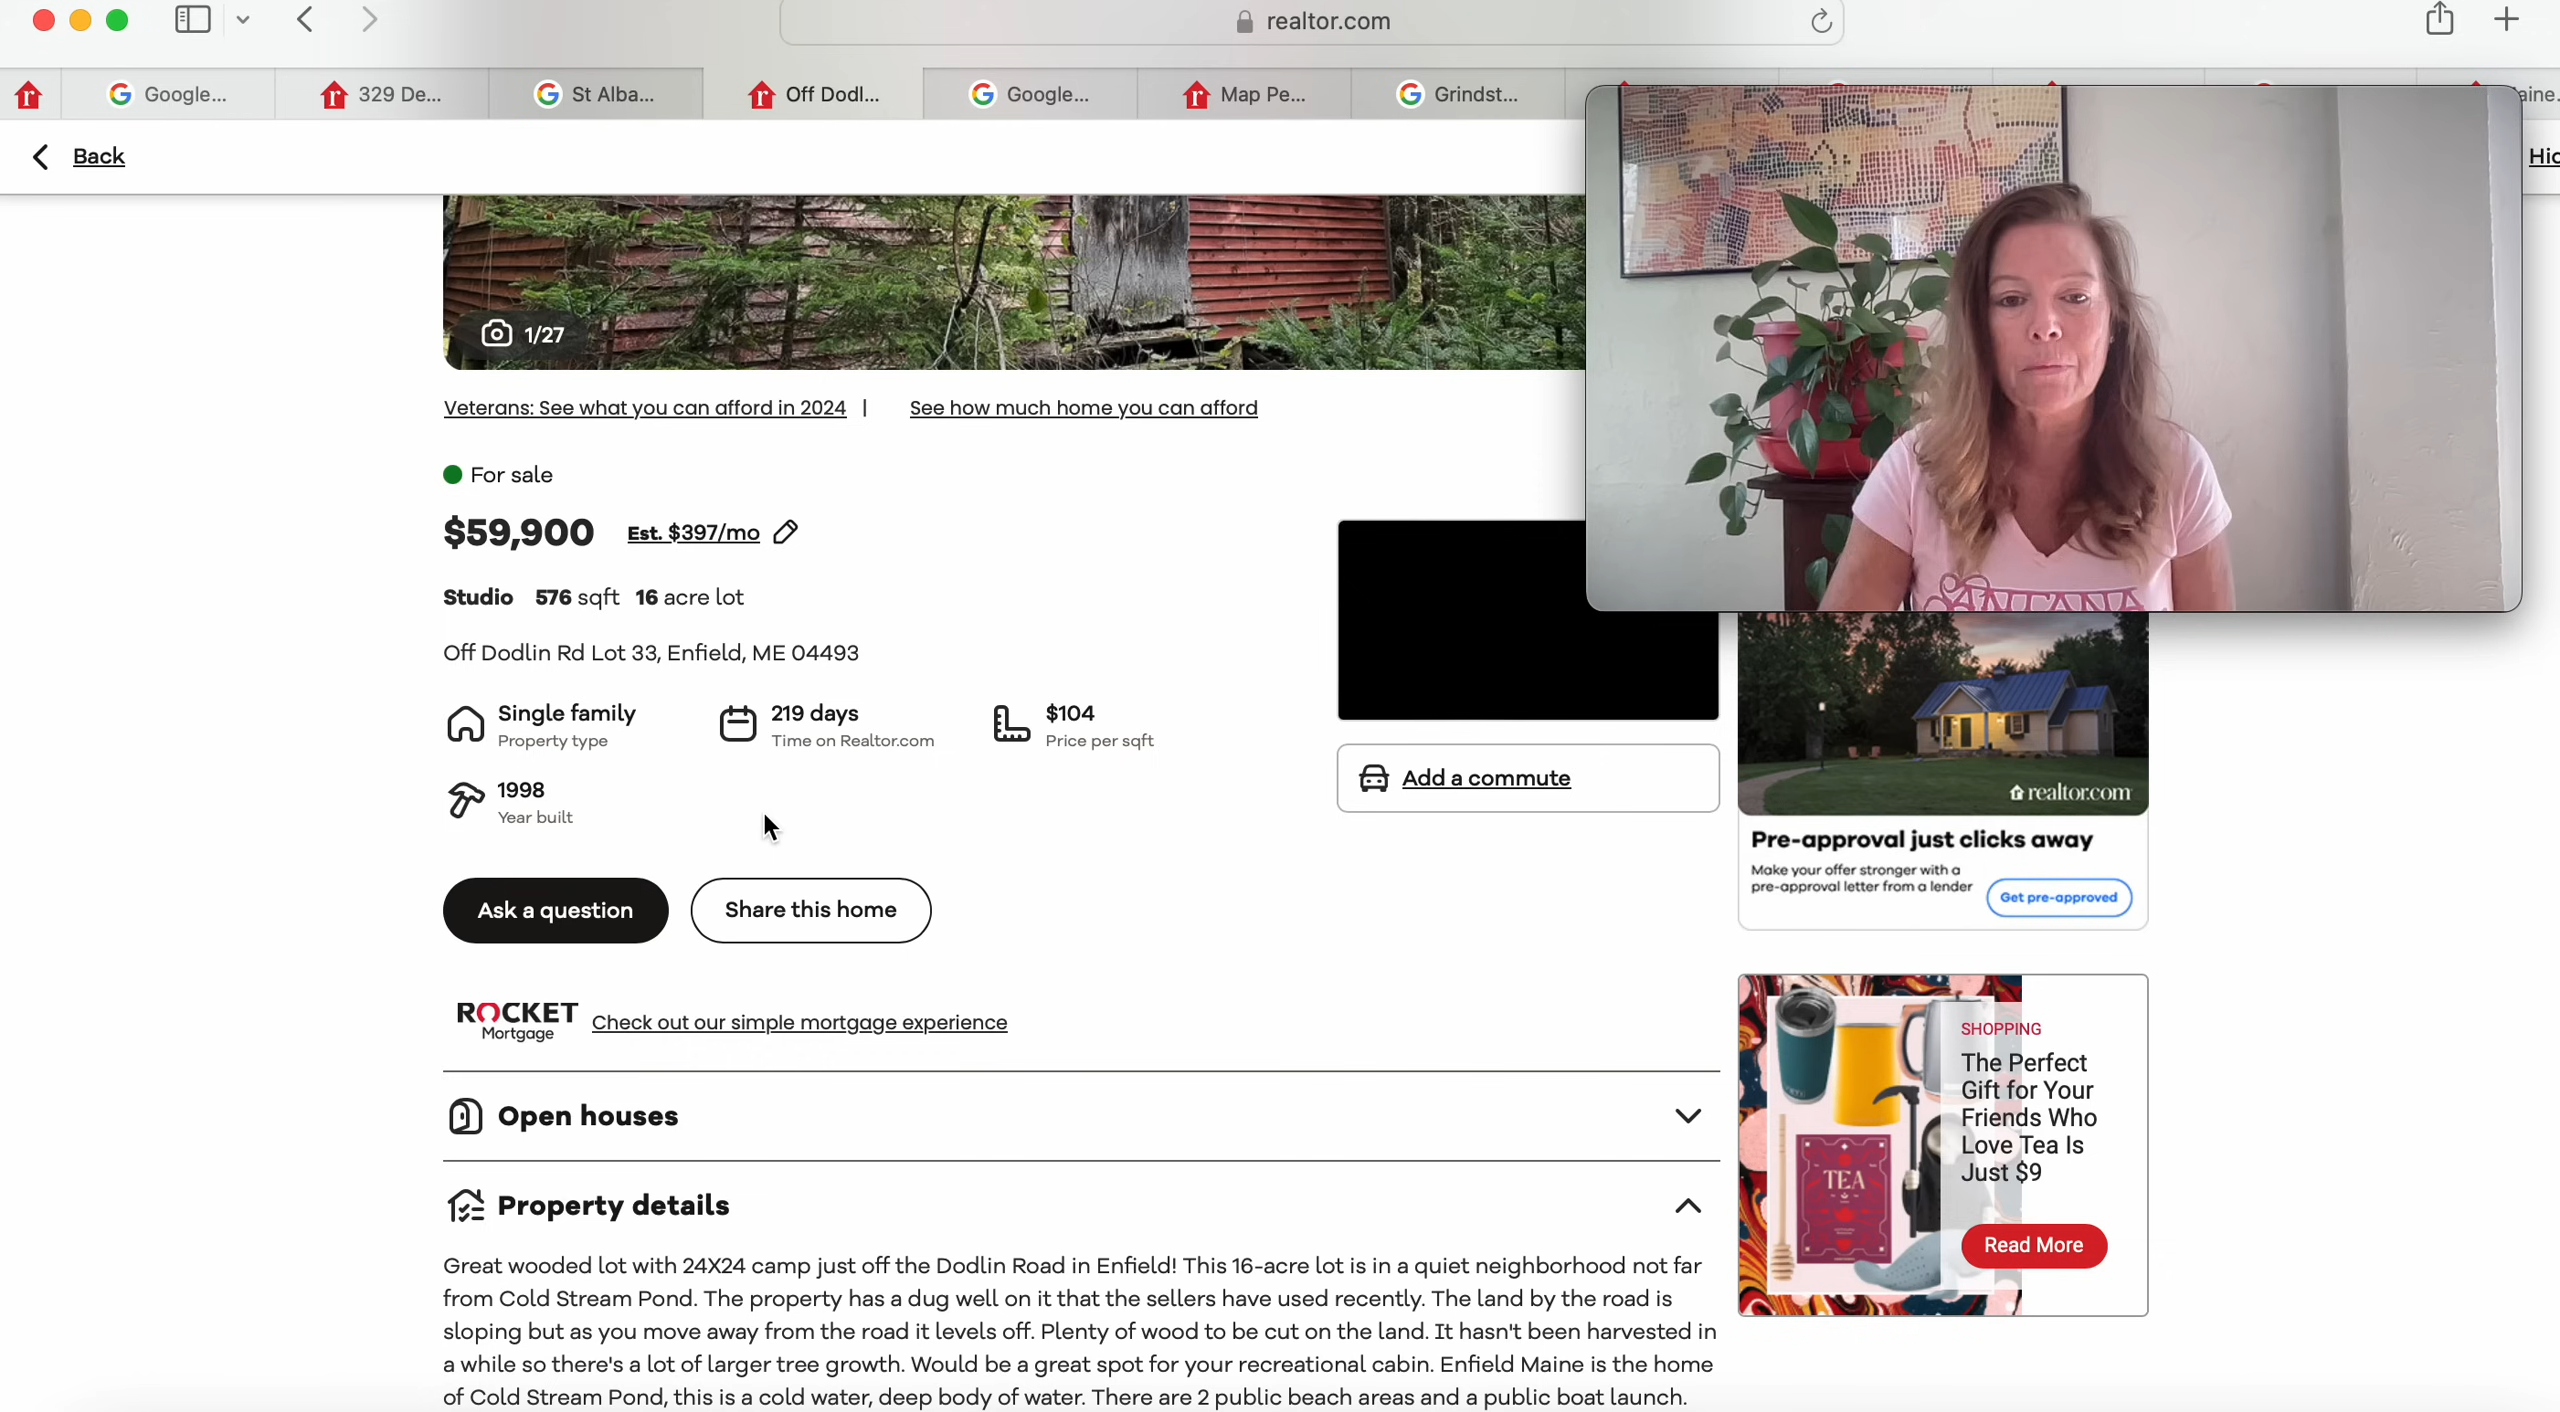 realtor.com
Google...
329 De...
St Alba...
Off Dodl...
Google...
Map Pe...
Grindst...
aine.
Back
Hid
1/27
Veterans: See what you can afford in 2024 | See how much home you can afford
For sale
$59,900 Est. $397/mo
Studio 576 sqft 16 acre lot
Off Dodlin Rd Lot 33, Enfield, ME 04493
Single family
Property type
219 days
Time on Realtor.com
$104
Price per sqft
1998
Year built
Add a commute
Ask a question
Share this home
ROCKET
Mortgage
Check out our simple mortgage experience
Open houses
Property details
Great wooded lot with 24X24 camp just off the Dodlin Road in Enfield! This 16-acre lot is in a quiet neighborhood not far
from Cold Stream Pond. The property has a dug well on it that the sellers have used recently. The land by the road is
sloping but as you move away from the road it levels off. Plenty of wood to be cut on the land. It hasn't been harvested in
a while so there's a lot of larger tree growth. Would be a great spot for your recreational cabin. Enfield Maine is the home
of Cold Stream Pond, this is a cold water, deep body of water. There are 2 public beach areas and a public boat launch.
SANTANA
realtor.com
Pre-approval just clicks away
Make your offer stronger with a
pre-approval letter from a lender
Get pre-approved
SHOPPING
The Perfect
Gift for Your
Friends Who
Love Tea Is
Just $9
TEA
Read More